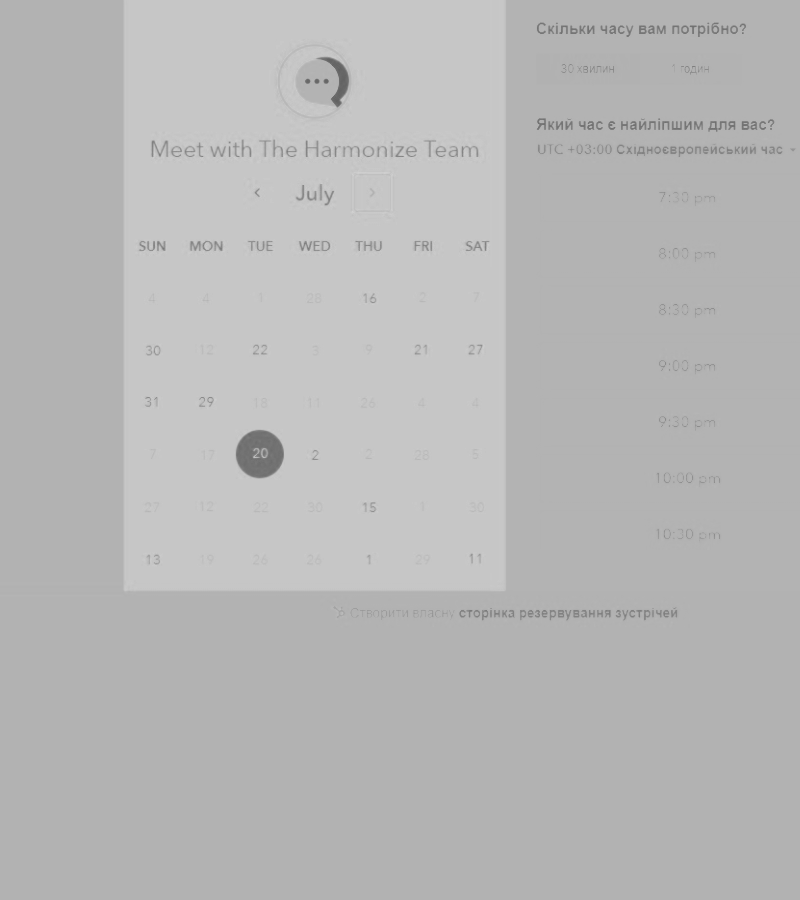 Meet with The Harmonize Team
July
SUN MON TUE WED THU FRI SAT
4 4 1 28 16 2 7
30 12 22 3 9 21 27
31 29 18 11 26 4 4
7 17 20 2 2 28 5
27 12 22 30 15 1 30
13 19 26 26 1 29 11
Скільки часу вам потрібно?
30 хвилин 1 годин
Який час є найліпшим для вас?
UTC +03:00 Східноєвропейський час
7:30 pm
8:00 pm
8:30 pm
9:00 pm
9:30 pm
10:00 pm
10:30 pm
Створити власну сторінка резервування зустрічей